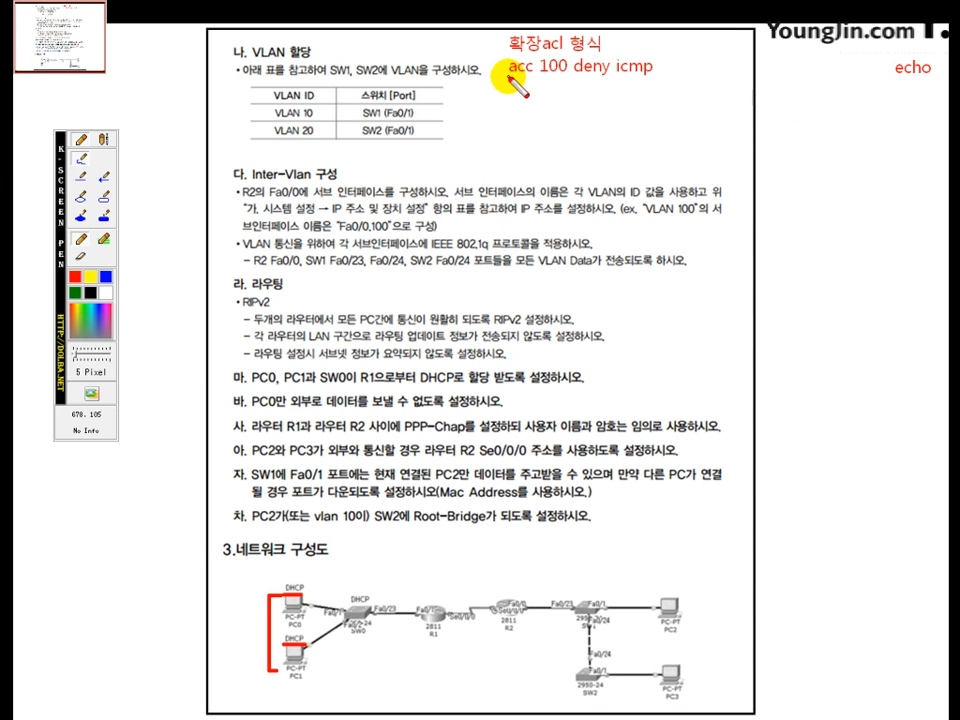 YoungJin.com
확장acl 형식
acc 100 deny icmp
echo
나. VLAN 할당
• 아래 표를 참고하여 SW1, SW2에 VLAN을 구성하시오.
VLAN ID 스위치 [Port]
VLAN 10 SW1 (Fa0/1)
VLAN 20 SW2 (Fa0/1)
다. Inter-Vlan 구성
• R2의 Fa0/0에 서브 인터페이스를 구성하시오. 서브 인터페이스의 이름은 각 VLAN의 ID 값을 사용하고 위
"가. 시스템 설정 → IP 주소 및 장치 설정" 항의 표를 참고하여 IP 주소를 설정하시오. (ex. "VLAN 100"의 서
브인터페이스 이름은 "Fa0/0.100"으로 구성)
• VLAN 통신을 위하여 각 서브인터페이스에 IEEE 802.1q 프로토콜을 적용하시오.
- R2 Fa0/0, SW1 Fa0/23, Fa0/24, SW2 Fa0/24 포트들을 모든 VLAN Data가 전송되도록 하시오.
라. 라우팅
• RIPv2
- 두개의 라우터에서 모든 PC간에 통신이 원활히 되도록 RIPv2 설정하시오.
- 각 라우터의 LAN 구간으로 라우팅 업데이트 정보가 전송되지 않도록 설정하시오.
- 라우팅 설정시 서브넷 정보가 요약되지 않도록 설정하시오.
마. PC0, PC1과 SW0이 R1으로부터 DHCP로 할당 받도록 설정하시오.
바. PC0만 외부로 데이터를 보낼 수 없도록 설정하시오.
사. 라우터 R1과 라우터 R2 사이에 PPP-Chap를 설정하되 사용자 이름과 암호는 임의로 사용하시오.
아. PC2와 PC3가 외부와 통신할 경우 라우터 R2 Se0/0/0 주소를 사용하도록 설정하시오.
자. SW1에 Fa0/1 포트에는 현재 연결된 PC2만 데이터를 주고받을 수 있으며 만약 다른 PC가 연결
될 경우 포트가 다운되도록 설정하시오(Mac Address를 사용하시오.)
차. PC2가(또는 vlan 10이) SW2에 Root-Bridge가 되도록 설정하시오.
3.네트워크 구성도
DHCP
PC-PT
PC0
DHCP
PC-PT
PC1
DHCP
Fa0/23
SW0
2811
R1
Se0/0/0
2811
R2
Fa0/23
Fa0/1
Fa0/24
PC-PT
PC2
Fa0/24
Fa0/1
2950-24
SW2
PC-PT
PC3
K-SCREEN PEN
HTTP://DOLBA.NET
5 Pixel
678, 105
No Info